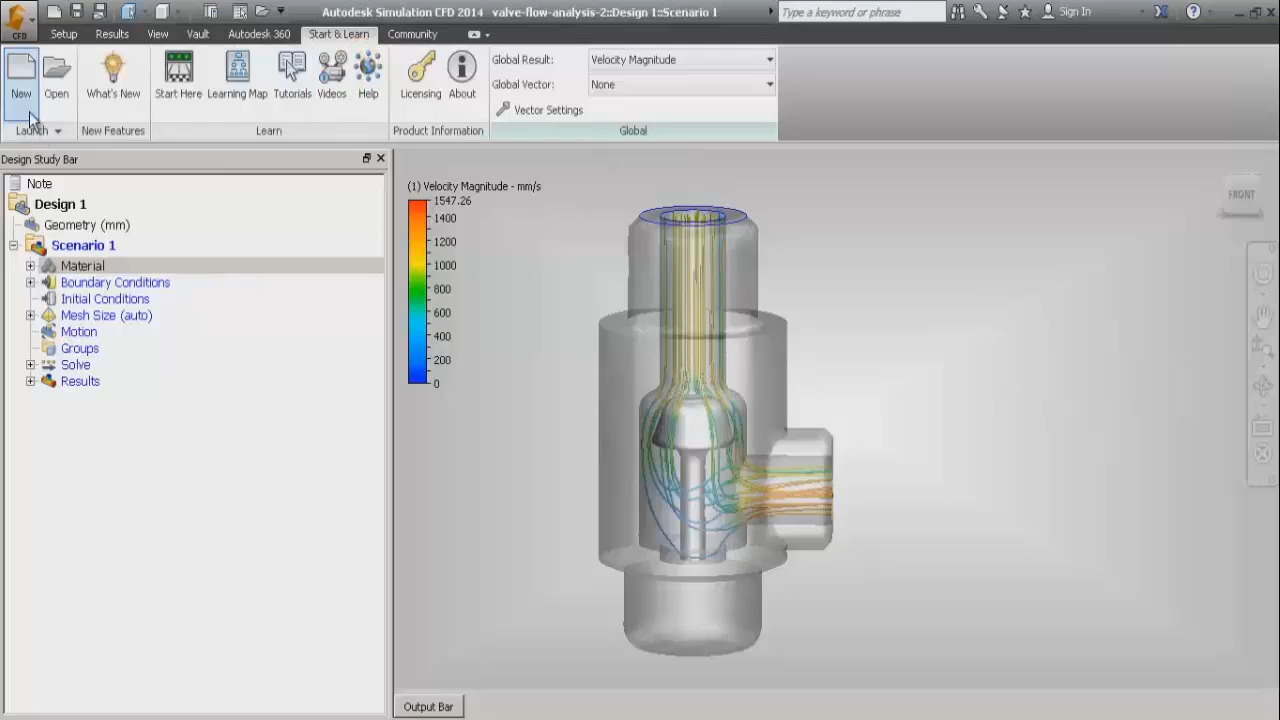 CFD
Autodesk Simulation CFD 2014 valve-flow-analysis-2::Design 1::Scenario 1
Type a keyword or phrase
Sign In
Setup Results View Vault Autodesk 360 Start & Learn Community
New Open What's New Start Here Learning Map Tutorials Videos Help Licensing About
Global Result: Velocity Magnitude
Global Vector: None
Vector Settings
Launch New Features Learn Product Information Global
Design Study Bar
Note
Design 1
Geometry (mm)
Scenario 1
Material
Boundary Conditions
Initial Conditions
Mesh Size (auto)
Motion
Groups
Solve
Results
(1) Velocity Magnitude - mm/s
1547.26
1400
1200
1000
800
600
400
200
0
FRONT
Output Bar